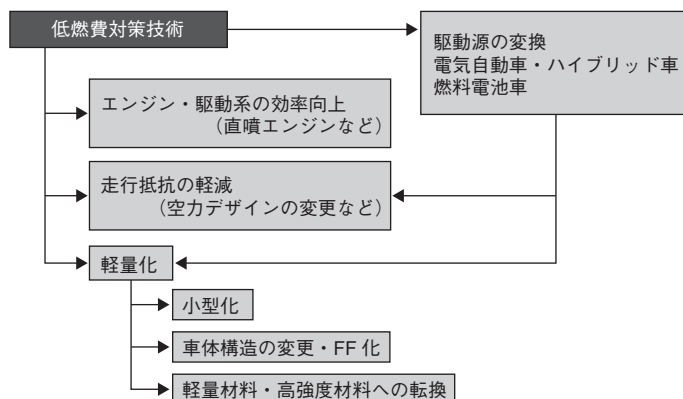 低燃費対策技術
駆動源の変換
電気自動車・ハイブリッド車
燃料電池車
エンジン・駆動系の効率向上
（直噴エンジンなど）
走行抵抗の軽減
（空力デザインの変更など）
軽量化
小型化
車体構造の変更・FF 化
軽量材料・高強度材料への転換